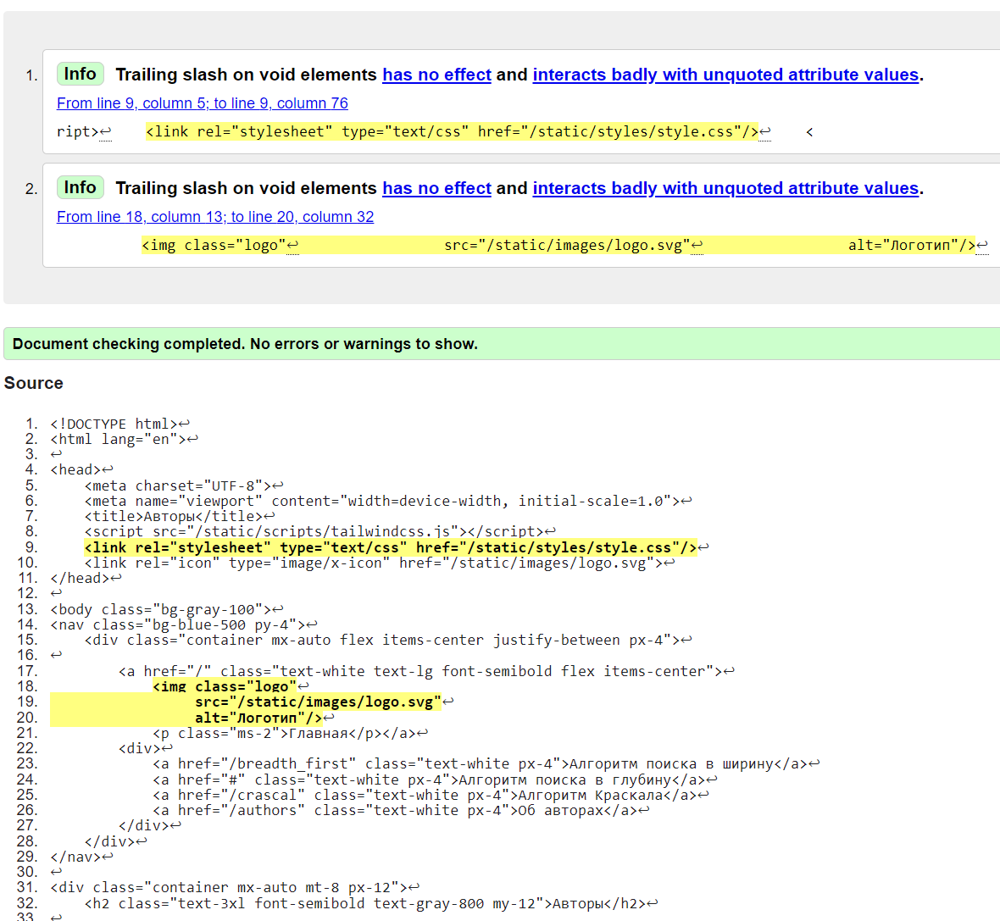 1. Info Trailing slash on void elements has no effect and interacts badly with unquoted attribute values.
From line 9, column 5; to line 9, column 76
ript>↩    <link rel="stylesheet" type="text/css" href="/static/styles/style.css"/>↩    <
2. Info Trailing slash on void elements has no effect and interacts badly with unquoted attribute values.
From line 18, column 13; to line 20, column 32
<img class="logo"↩                 src="/static/images/logo.svg"↩                 alt="Логотип"/>↩
Document checking completed. No errors or warnings to show.
Source
1. <!DOCTYPE html>↩
2. <html lang="en">↩
3. ↩
4. <head>↩
5.     <meta charset="UTF-8">↩
6.     <meta name="viewport" content="width=device-width, initial-scale=1.0">↩
7.     <title>Авторы</title>↩
8.     <script src="/static/scripts/tailwindcss.js"></script>↩
9.     <link rel="stylesheet" type="text/css" href="/static/styles/style.css"/>↩
10.     <link rel="icon" type="image/x-icon" href="/static/images/logo.svg">↩
11. </head>↩
12. ↩
13. <body class="bg-gray-100">↩
14. <nav class="bg-blue-500 py-4">↩
15.     <div class="container mx-auto flex items-center justify-between px-4">↩
16. ↩
17.         <a href="/" class="text-white text-lg font-semibold flex items-center">↩
18.             <img class="logo"↩
19.                  src="/static/images/logo.svg"↩
20.                  alt="Логотип"/>↩
21.             <p class="ms-2">Главная</p></a>↩
22.         <div>↩
23.             <a href="/breadth_first" class="text-white px-4">Алгоритм поиска в ширину</a>↩
24.             <a href="#" class="text-white px-4">Алгоритм поиска в глубину</a>↩
25.             <a href="/crascal" class="text-white px-4">Алгоритм Краскала</a>↩
26.             <a href="/authors" class="text-white px-4">Об авторах</a>↩
27.         </div>↩
28.     </div>↩
29. </nav>↩
30. ↩
31. <div class="container mx-auto mt-8 px-12">↩
32.     <h2 class="text-3xl font-semibold text-gray-800 my-12">Авторы</h2>↩
33. ↩